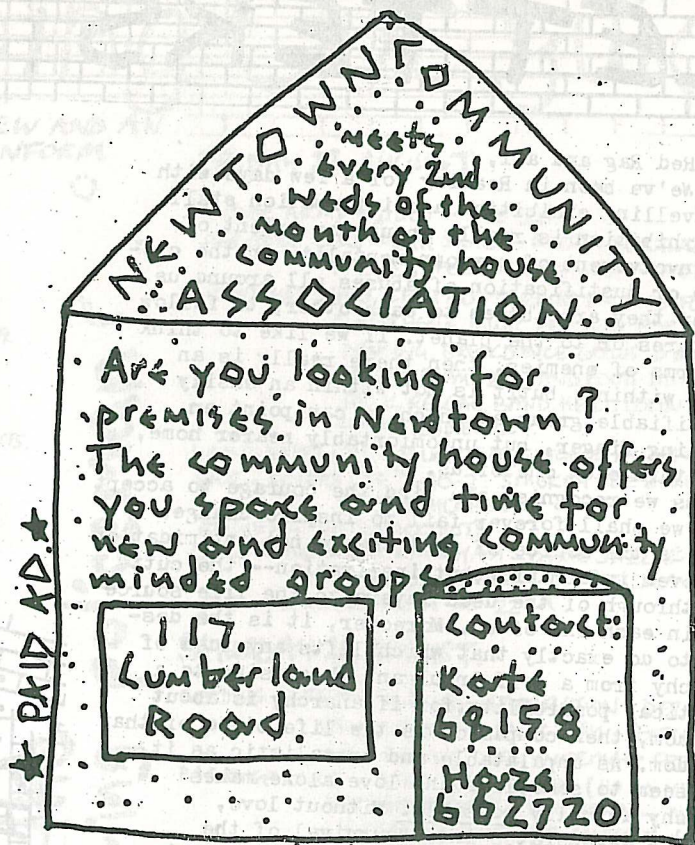 NEWTOWN COMMUNITY
meets
every 2nd
weds of the
month at the
community house
ASSOCIATION
Are you looking for
premises in Newtown?
The community house offers
you space and time for
new and exciting community
minded groups
117
Cumberland
Road
contact:
Kate
68158
Hazel
662720
★ PAID AD. ★